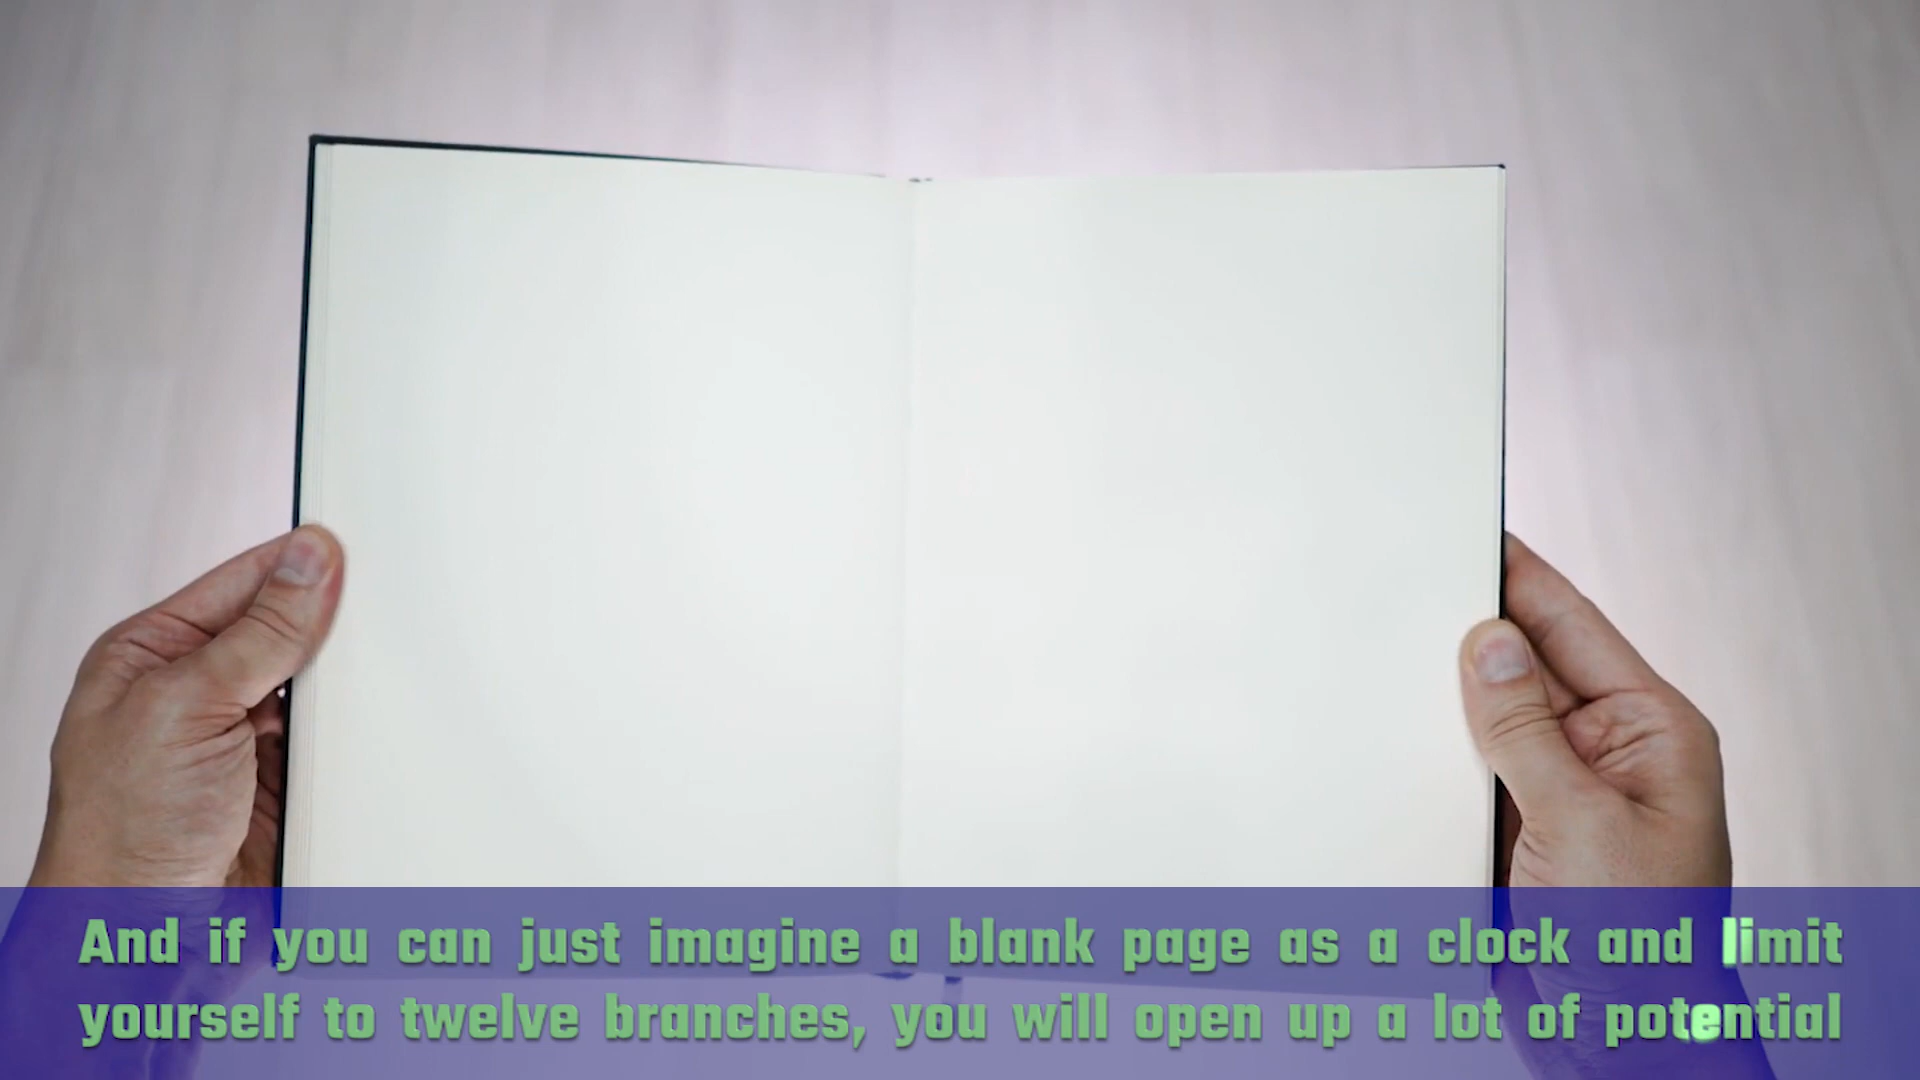 And if you can just imagine a blank page as a clock and limit
yourself to twelve branches, you will open up a lot of potential